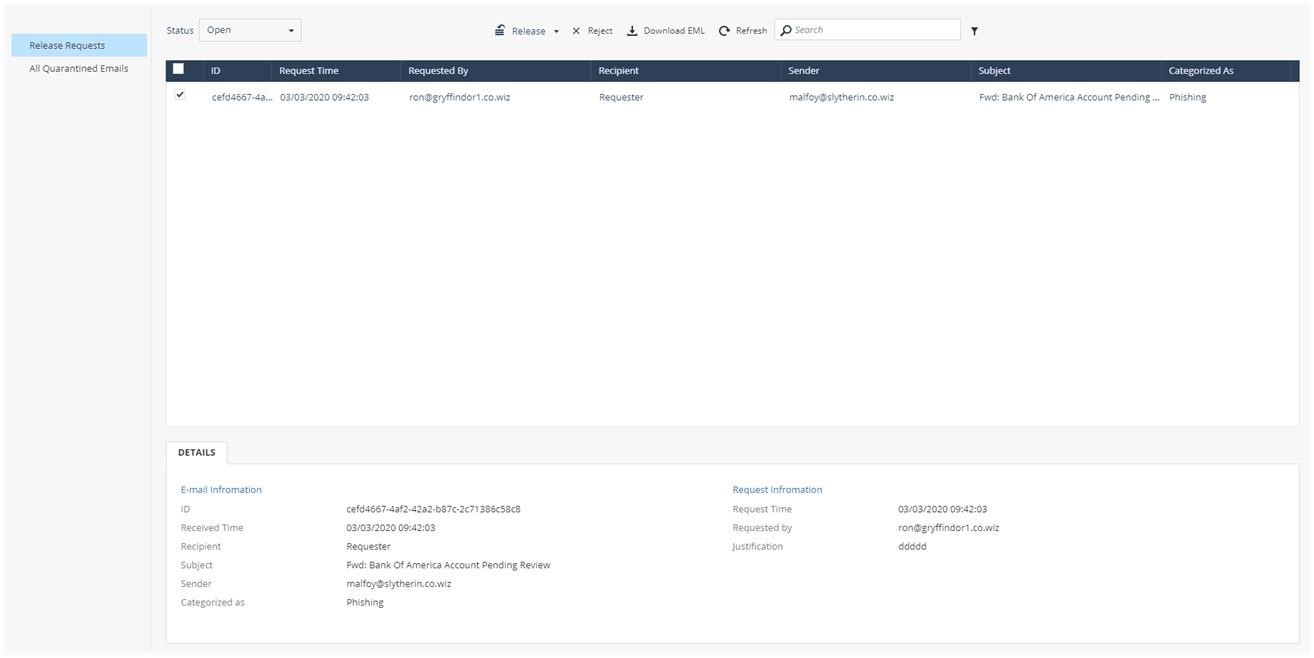 Status Open Release Reject Download EML Refresh Search
Release Requests
All Quarantined Emails
ID Request Time Requested By Recipient Sender Subject Categorized As
cefd4667-4a... 03/03/2020 09:42:03 ron@gryffindor1.co.wiz Requester malfoy@slytherin.co.wiz Fwd: Bank Of America Account Pending ... Phishing
DETAILS
E-mail Infromation
ID cefd4667-4af2-42a2-b87c-2c71386c58c8
Received Time 03/03/2020 09:42:03
Recipient Requester
Subject Fwd: Bank Of America Account Pending Review
Sender malfoy@slytherin.co.wiz
Categorized as Phishing
Request Infromation
Request Time 03/03/2020 09:42:03
Requested by ron@gryffindor1.co.wiz
Justification ddddd